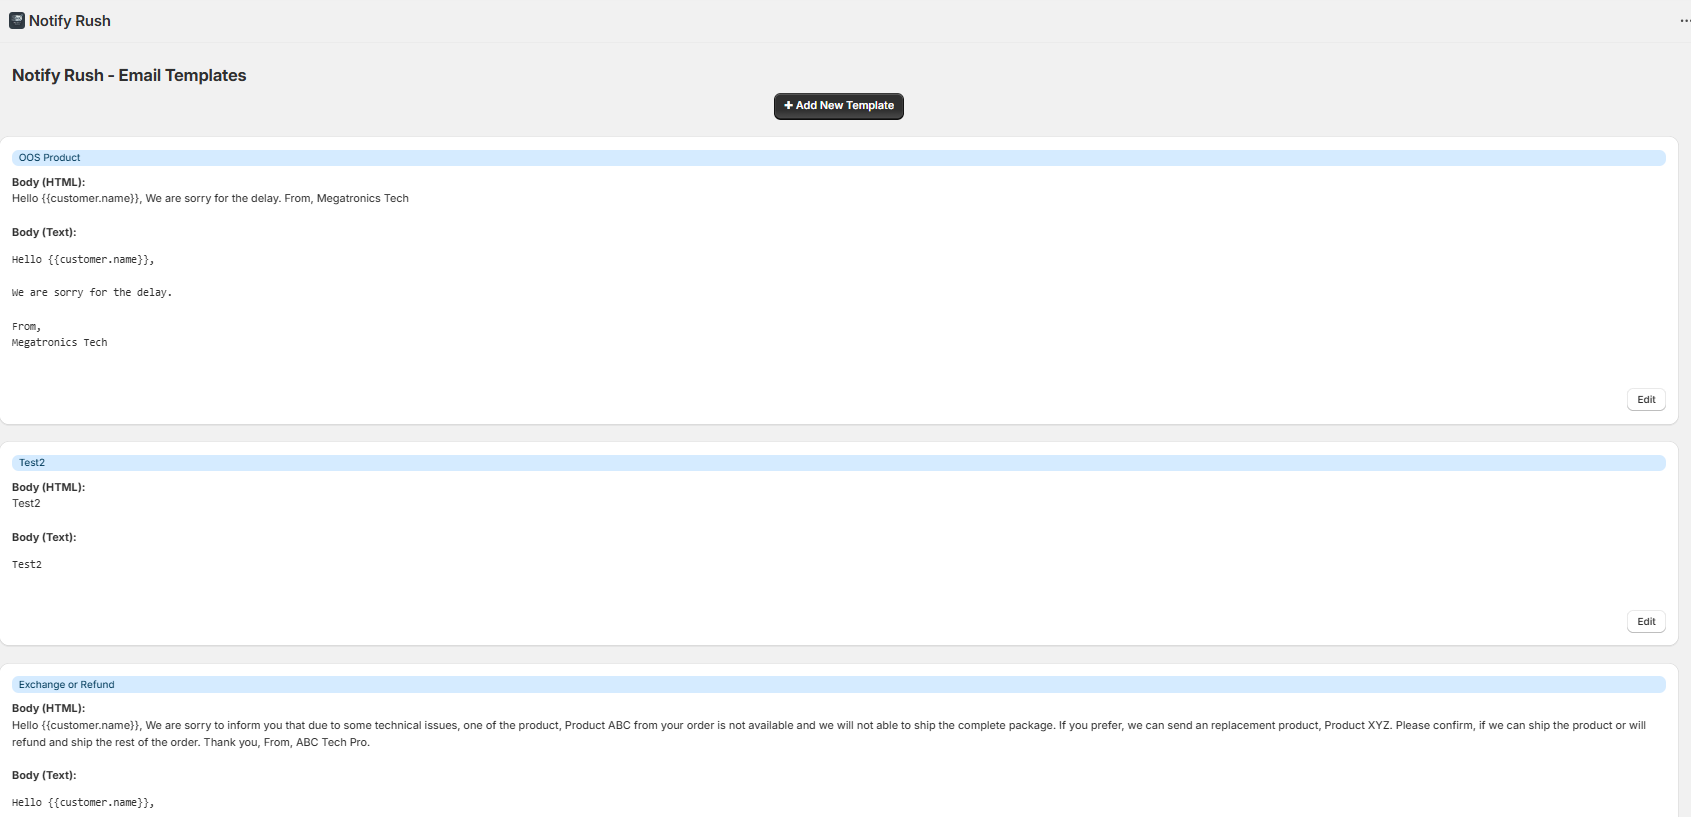 Notify Rush
Notify Rush - Email Templates
+ Add New Template
OOS Product
Body (HTML):
Hello {{customer.name}}, We are sorry for the delay. From, Megatronics Tech
Body (Text):
Hello {{customer.name}},
We are sorry for the delay.
From,
Megatronics Tech
Edit
Test2
Body (HTML):
Test2
Body (Text):
Test2
Edit
Exchange or Refund
Body (HTML):
Hello {{customer.name}}, We are sorry to inform you that due to some technical issues, one of the product, Product ABC from your order is not available and we will not able to ship the complete package. If you prefer, we can send an replacement product, Product XYZ. Please confirm, if we can ship the product or will
refund and ship the rest of the order. Thank you, From, ABC Tech Pro.
Body (Text):
Hello {{customer.name}},